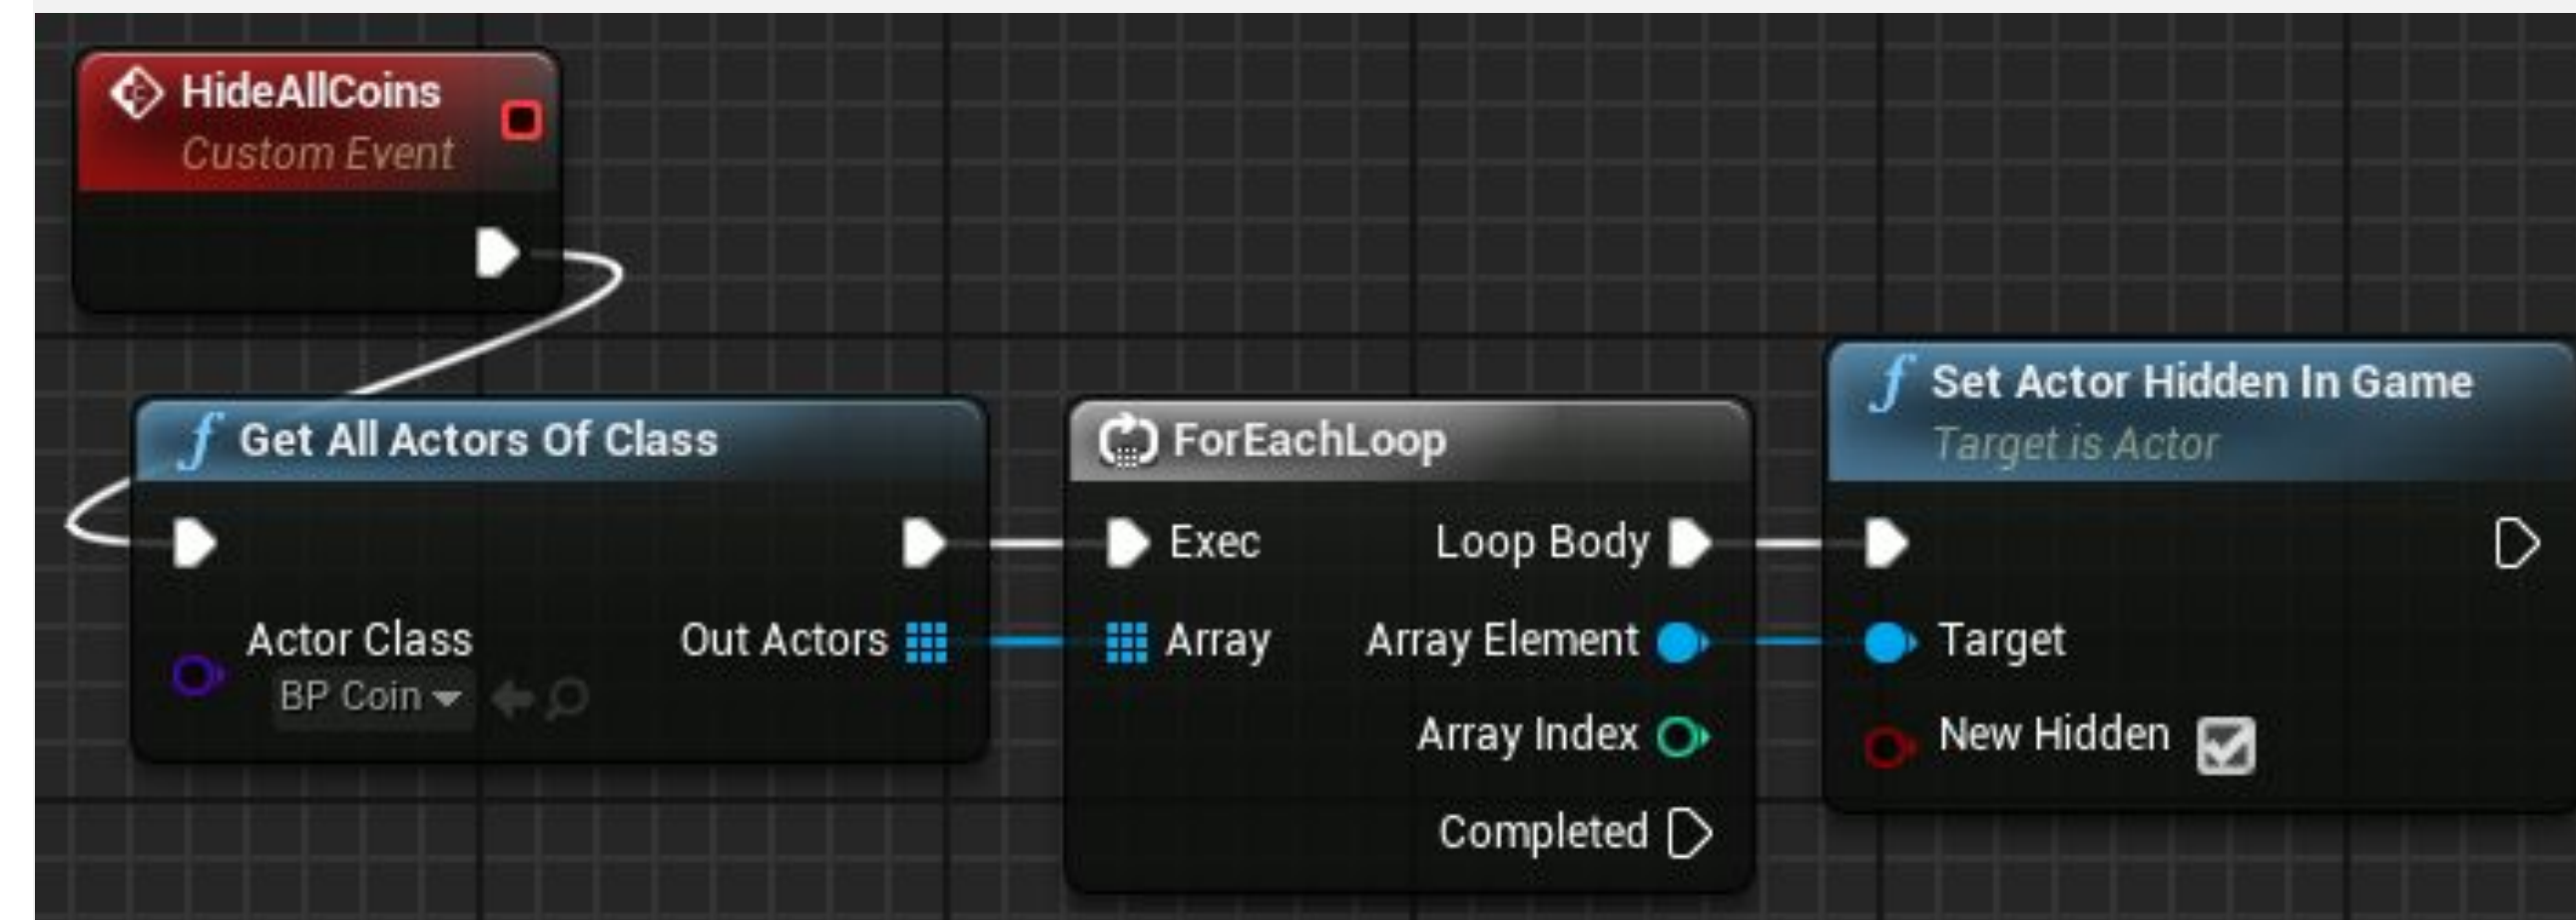 HideAllCoins
Custom Event
Get All Actors Of Class
Actor Class
BP Coin
Out Actors
ForEachLoop
Exec
Loop Body
Array
Array Element
Array Index
Completed
Set Actor Hidden In Game
Target is Actor
Target
New Hidden